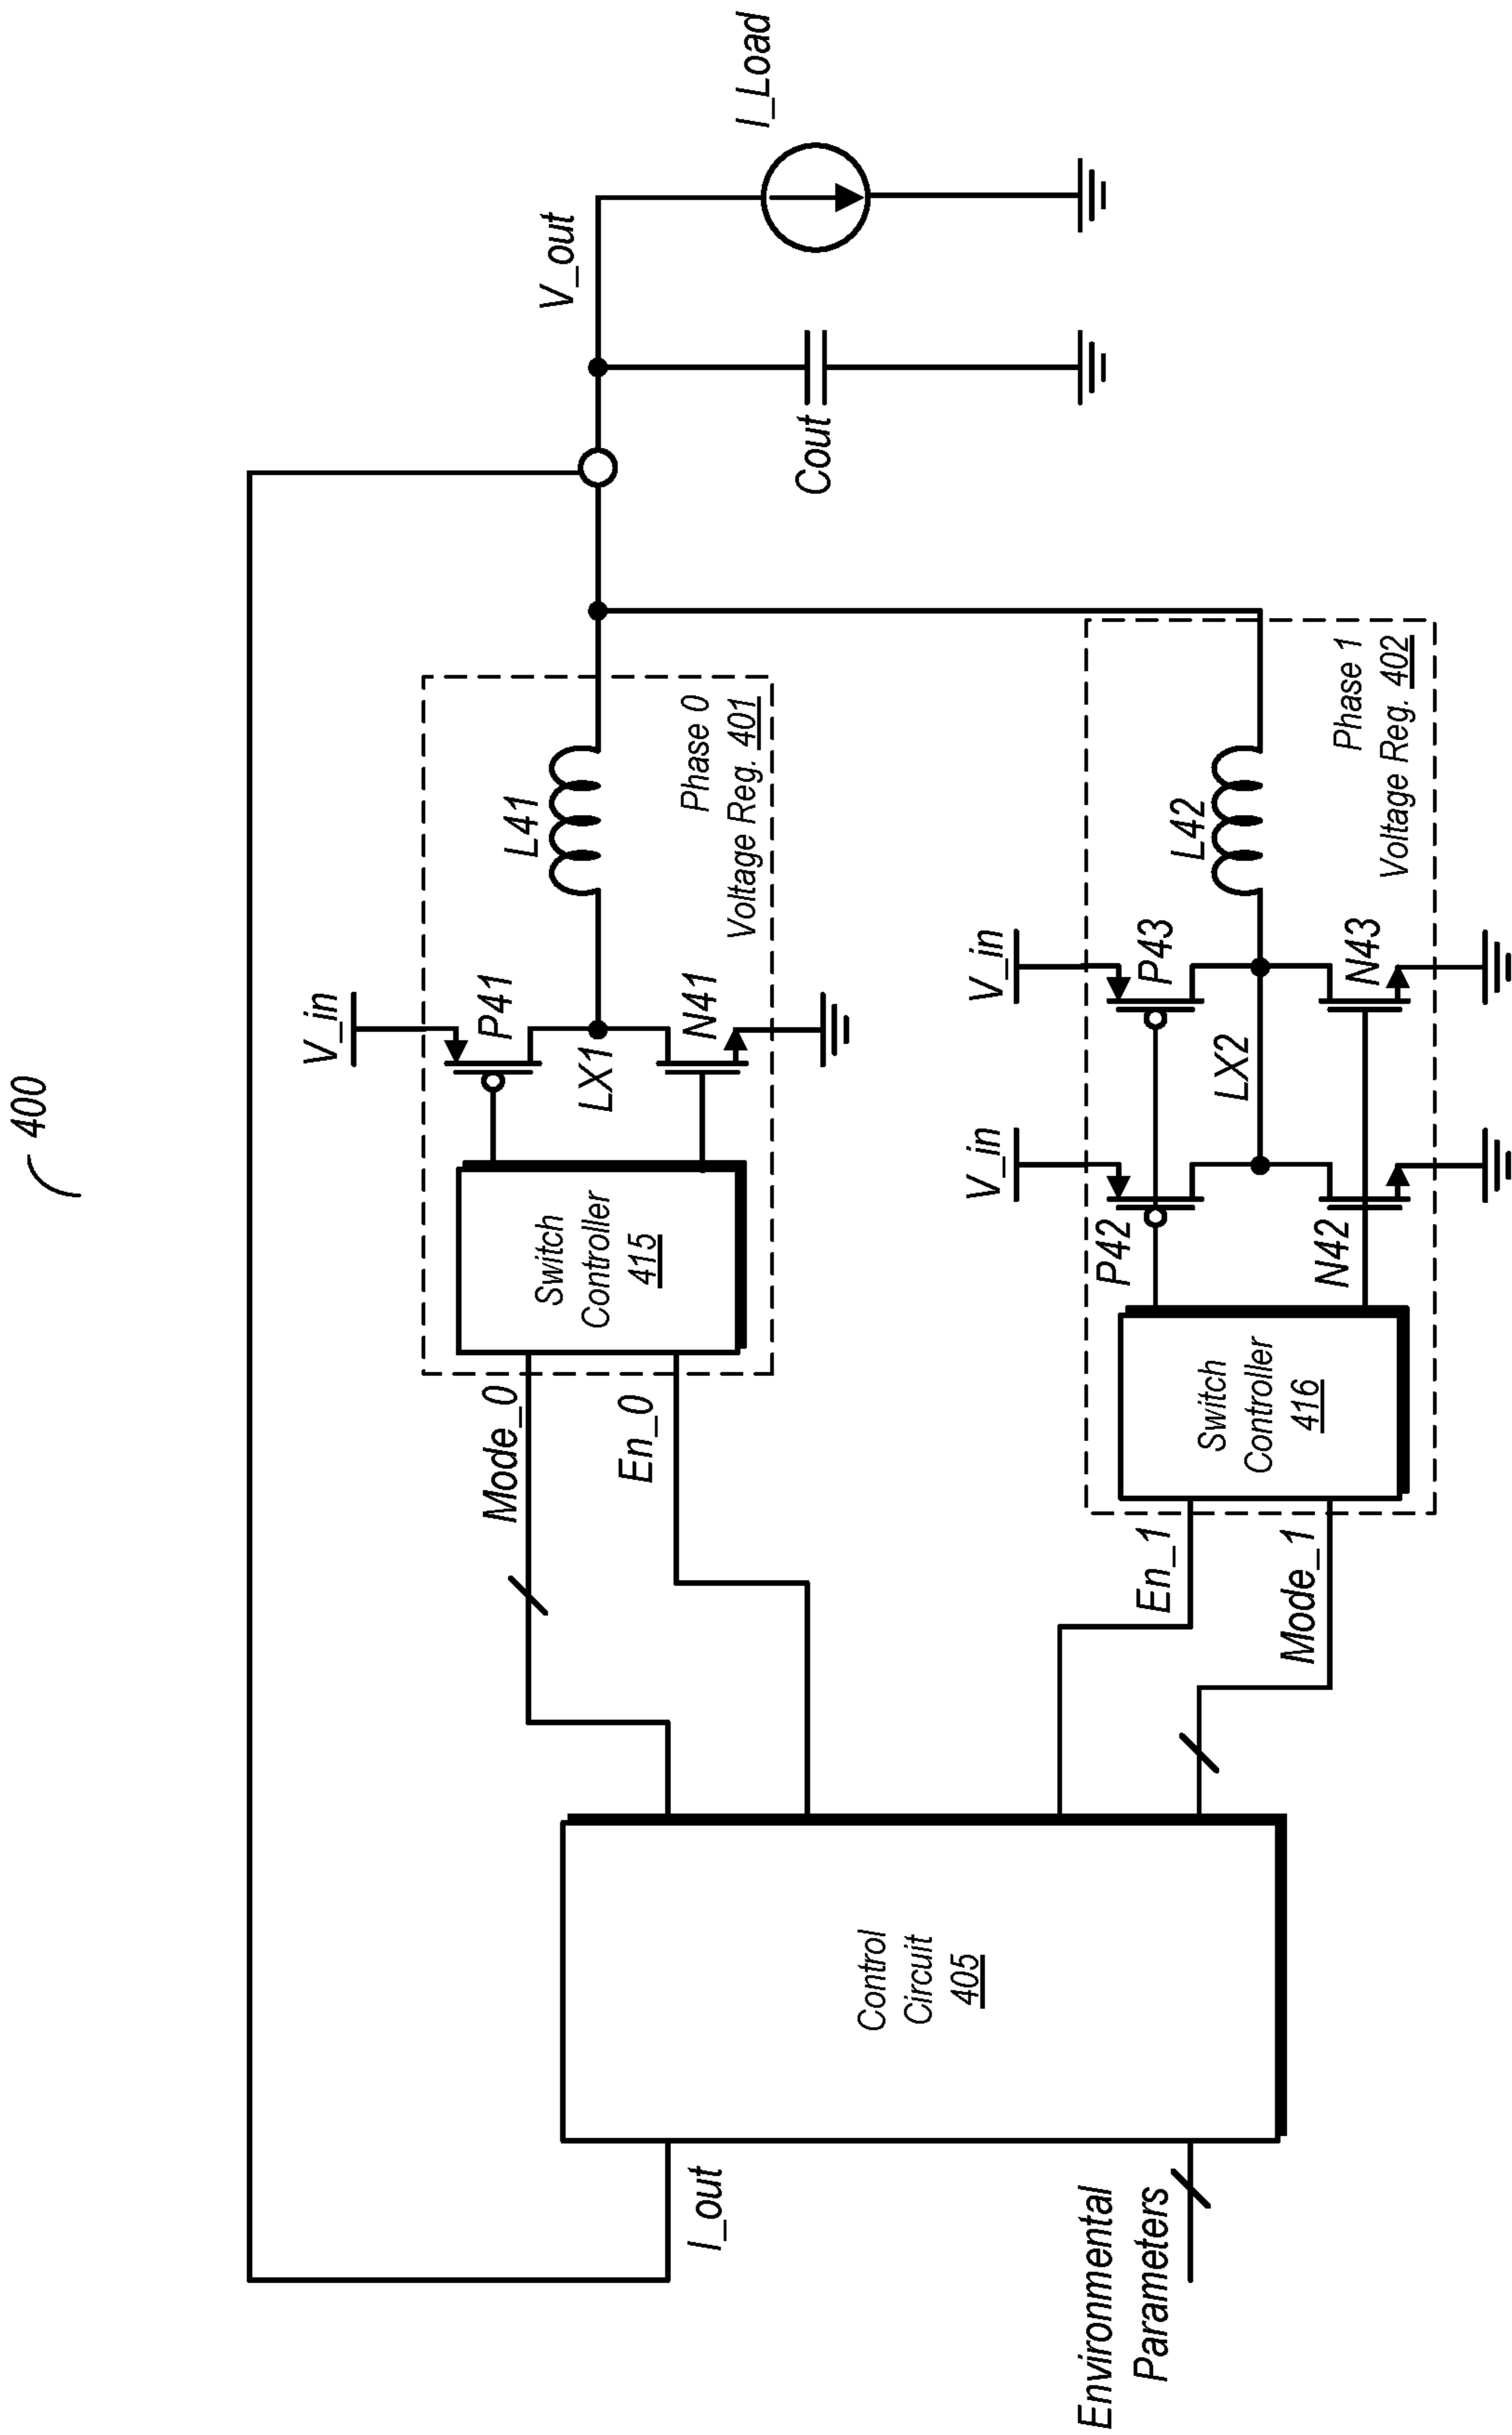 400
V_in
P41
L41
LX1
N41
Switch
Controller
415
Phase 0
Voltage Reg. 401
Mode_0
En_0
V_out
I_Load
Cout
Control
Circuit
405
I_out
Environmental
Parameters
En_1
Mode_1
V_in
V_in
P42
P43
LX2
L42
N42
N43
Switch
Controller
416
Phase 1
Voltage Reg. 402